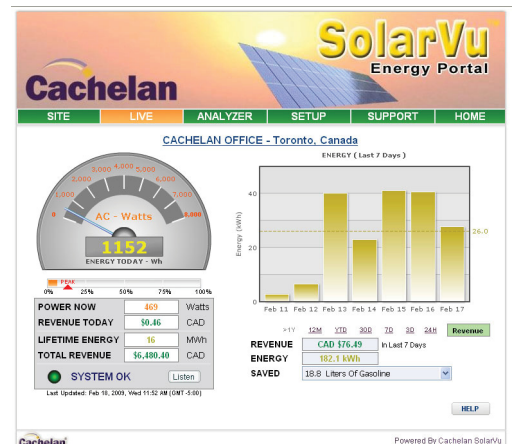 SolarVu™
Energy Portal
Cachelan
SITE LIVE ANALYZER SETUP SUPPORT HOME
CACHELAN OFFICE - Toronto, Canada
0 1,000 2,000 3,000 4,000 5,000 6,000 7,000 8,000
AC - Watts
1152
ENERGY TODAY - Wh
PEAK
0% 25% 50% 75% 100%
POWER NOW 469 Watts
REVENUE TODAY $0.46 CAD
LIFETIME ENERGY 16 MWh
TOTAL REVENUE $6,480.40 CAD
SYSTEM OK Listen
Last Updated: Feb 18, 2009, Wed 11:52 AM (GMT -5:00)
ENERGY ( Last 7 Days )
Energy (kWh)
40
26.0
20
0
Feb 11 Feb 12 Feb 13 Feb 14 Feb 15 Feb 16 Feb 17
>1Y 12M YTD 30D 7D 3D 24H Revenue
REVENUE CAD $76.49 In Last 7 Days
ENERGY 182.1 kWh
SAVED 18.8 Liters Of Gasoline
HELP
Cachelan
Powered By Cachelan SolarVu